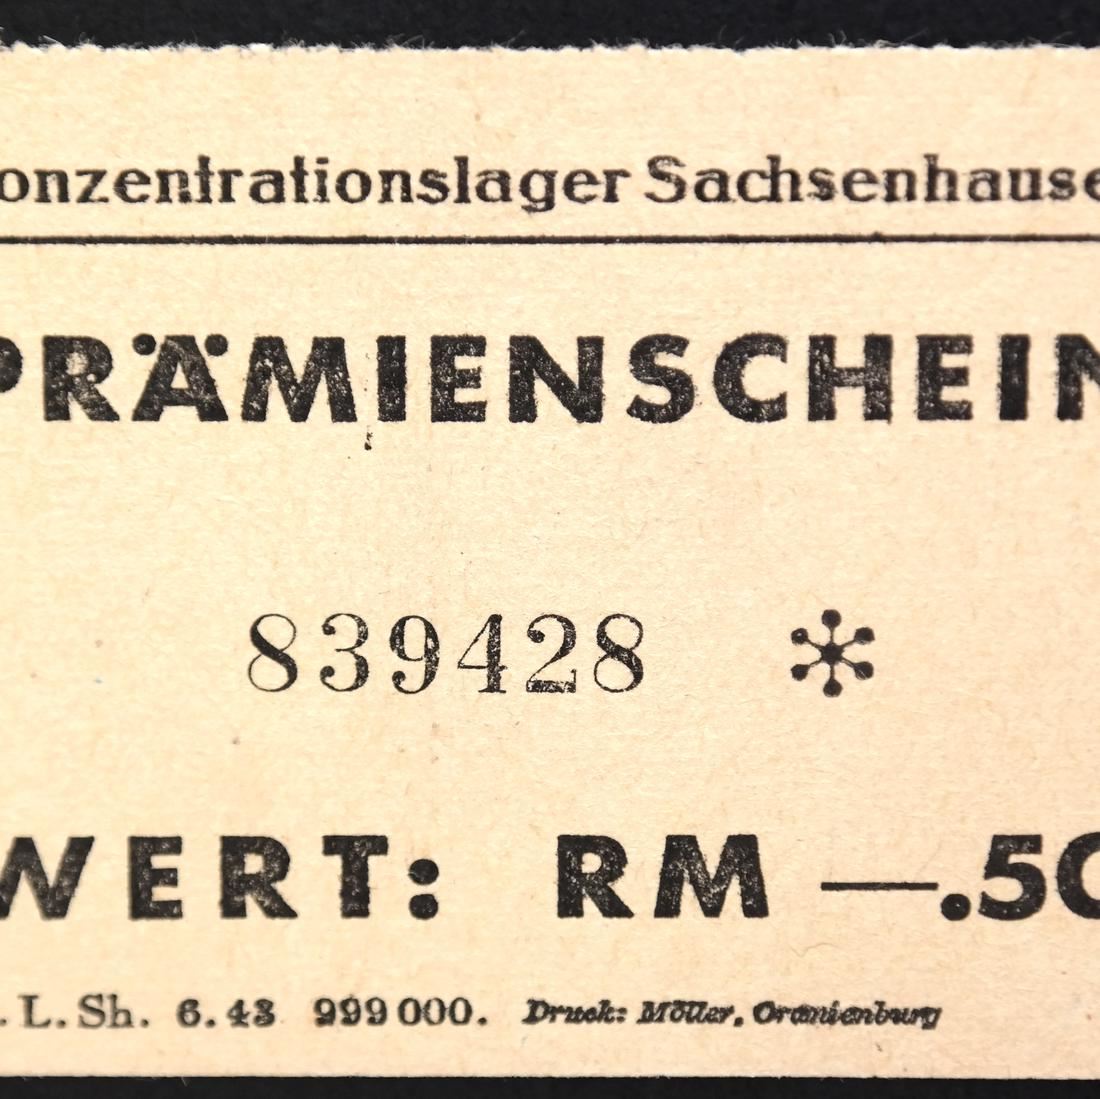 onzentrationslager Sachsenhause
PRÄMIENSCHEIN
839428 *
WERT: RM —.50
. L. Sh. 6.43 999000. Druck: Möller, Oranienburg